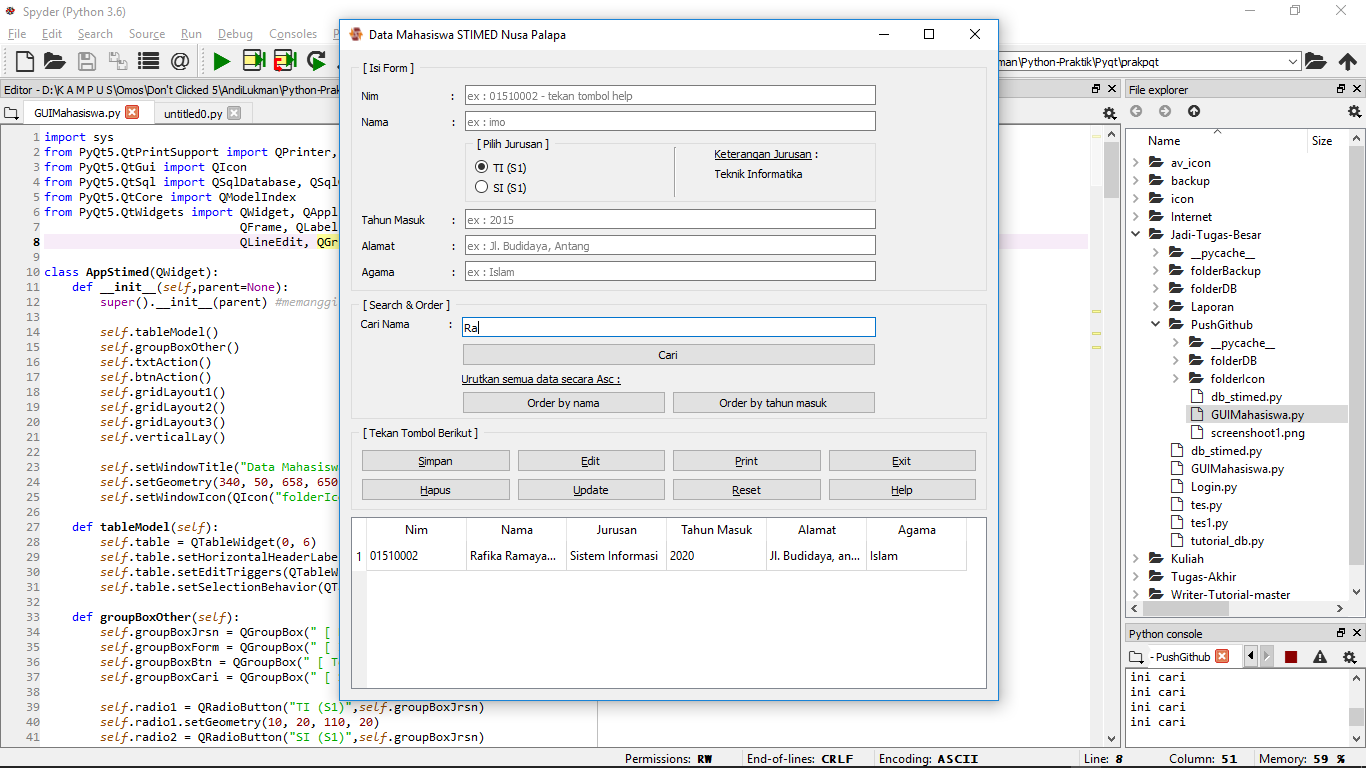 Spyder (Python 3.6)
File Edit Search Source Run Debug Consoles
man\Python-Praktik\Pyqt\prakpqt
Editor - D:\K A M P U S\Omos\Don't Clicked 5\AndiLukman\Python-Prak
GUIMahasiswa.py
untitled0.py
1 import sys
2 from PyQt5.QtPrintSupport import QPrinter,
3 from PyQt5.QtGui import QIcon
4 from PyQt5.QtSql import QSqlDatabase, QSql
5 from PyQt5.QtCore import QModelIndex
6 from PyQt5.QtWidgets import QWidget, QAppl
7 QFrame, QLabel
8 QLineEdit, QGr
9
10 class AppStimed(QWidget):
11 def __init__(self,parent=None):
12 super().__init__(parent) #memanggi
13
14 self.tableModel()
15 self.groupBoxOther()
16 self.txtAction()
17 self.btnAction()
18 self.gridLayout1()
19 self.gridLayout2()
20 self.gridLayout3()
21 self.verticalLay()
22
23 self.setWindowTitle("Data Mahasisw
24 self.setGeometry(340, 50, 658, 650
25 self.setWindowIcon(QIcon("folderIc
26
27 def tableModel(self):
28 self.table = QTableWidget(0, 6)
29 self.table.setHorizontalHeaderLabe
30 self.table.setEditTriggers(QTableW
31 self.table.setSelectionBehavior(QT
32
33 def groupBoxOther(self):
34 self.groupBoxJrsn = QGroupBox(" [
35 self.groupBoxForm = QGroupBox(" [
36 self.groupBoxBtn = QGroupBox(" [ T
37 self.groupBoxCari = QGroupBox(" [
38
39 self.radio1 = QRadioButton("TI (S1)",self.groupBoxJrsn)
40 self.radio1.setGeometry(10, 20, 110, 20)
41 self.radio2 = QRadioButton("SI (S1)",self.groupBoxJrsn)
Data Mahasiswa STIMED Nusa Palapa
[ Isi Form ]
Nim : ex : 01510002 - tekan tombol help
Nama : ex : imo
[ Pilih Jurusan ]
TI (S1)
SI (S1)
Keterangan Jurusan :
Teknik Informatika
Tahun Masuk : ex : 2015
Alamat : ex : Jl. Budidaya, Antang
Agama : ex : Islam
[ Search & Order ]
Cari Nama : Ra
Cari
Urutkan semua data secara Asc :
Order by nama Order by tahun masuk
[ Tekan Tombol Berikut ]
Simpan Edit Print Exit
Hapus Update Reset Help
Nim Nama Jurusan Tahun Masuk Alamat Agama
1 01510002 Rafika Ramaya... Sistem Informasi 2020 Jl. Budidaya, an... Islam
File explorer
Name Size
av_icon
backup
icon
Internet
Jadi-Tugas-Besar
__pycache__
folderBackup
folderDB
Laporan
PushGithub
__pycache__
folderDB
folderIcon
db_stimed.py
GUIMahasiswa.py
screenshoot1.png
db_stimed.py
GUIMahasiswa.py
Login.py
tes.py
tes1.py
tutorial_db.py
Kuliah
Tugas-Akhir
Writer-Tutorial-master
Python console
- PushGithub
ini cari
ini cari
ini cari
ini cari
Permissions: RW End-of-lines: CRLF Encoding: ASCII Line: 8 Column: 51 Memory: 59 %